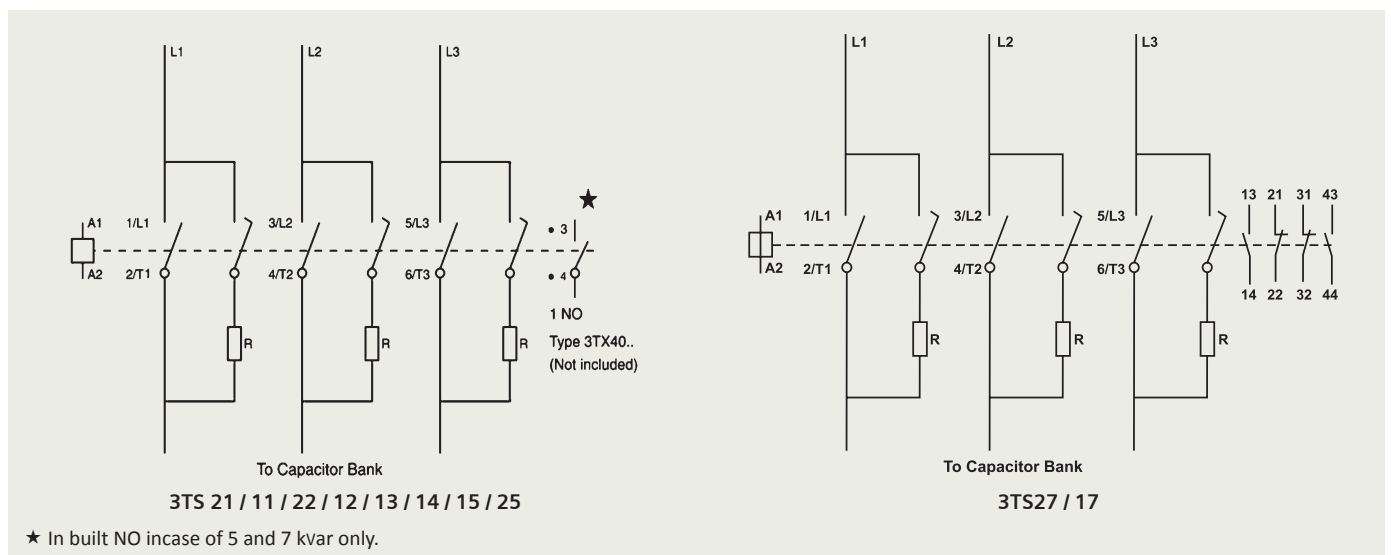 L1
L2
L3
A1
1/L1
3/L2
5/L3
★
• 3
A2
2/T1
4/T2
6/T3
• 4
1 NO
R
R
R
Type 3TX40..
(Not included)
To Capacitor Bank
3TS 21 / 11 / 22 / 12 / 13 / 14 / 15 / 25
★ In built NO incase of 5 and 7 kvar only.
L1
L2
L3
13
21
31
43
A1
1/L1
3/L2
5/L3
A2
2/T1
4/T2
6/T3
14
22
32
44
R
R
R
To Capacitor Bank
3TS27 / 17